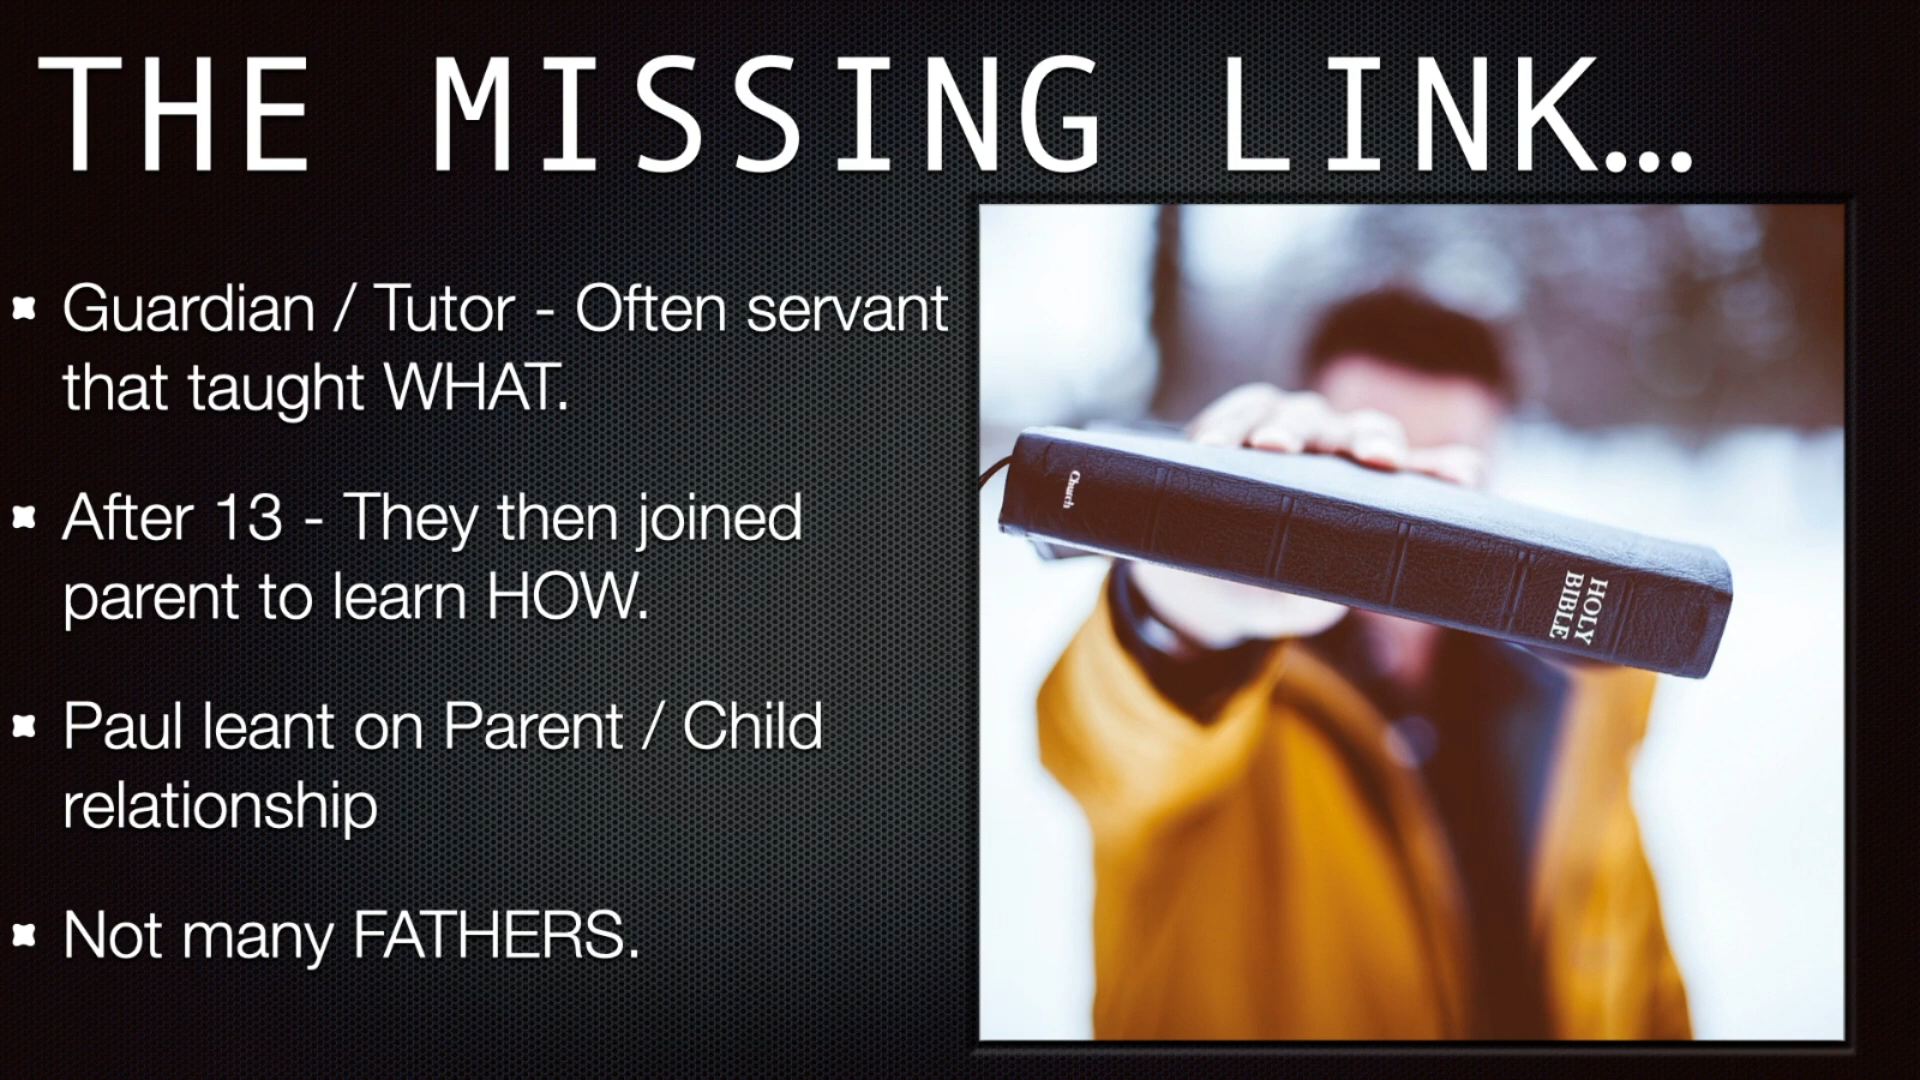 THE MISSING LINK...
Guardian / Tutor - Often servant
that taught WHAT.
After 13 - They then joined
parent to learn HOW.
Paul leant on Parent / Child
relationship
Not many FATHERS.
Church
HOLY
BIBLE